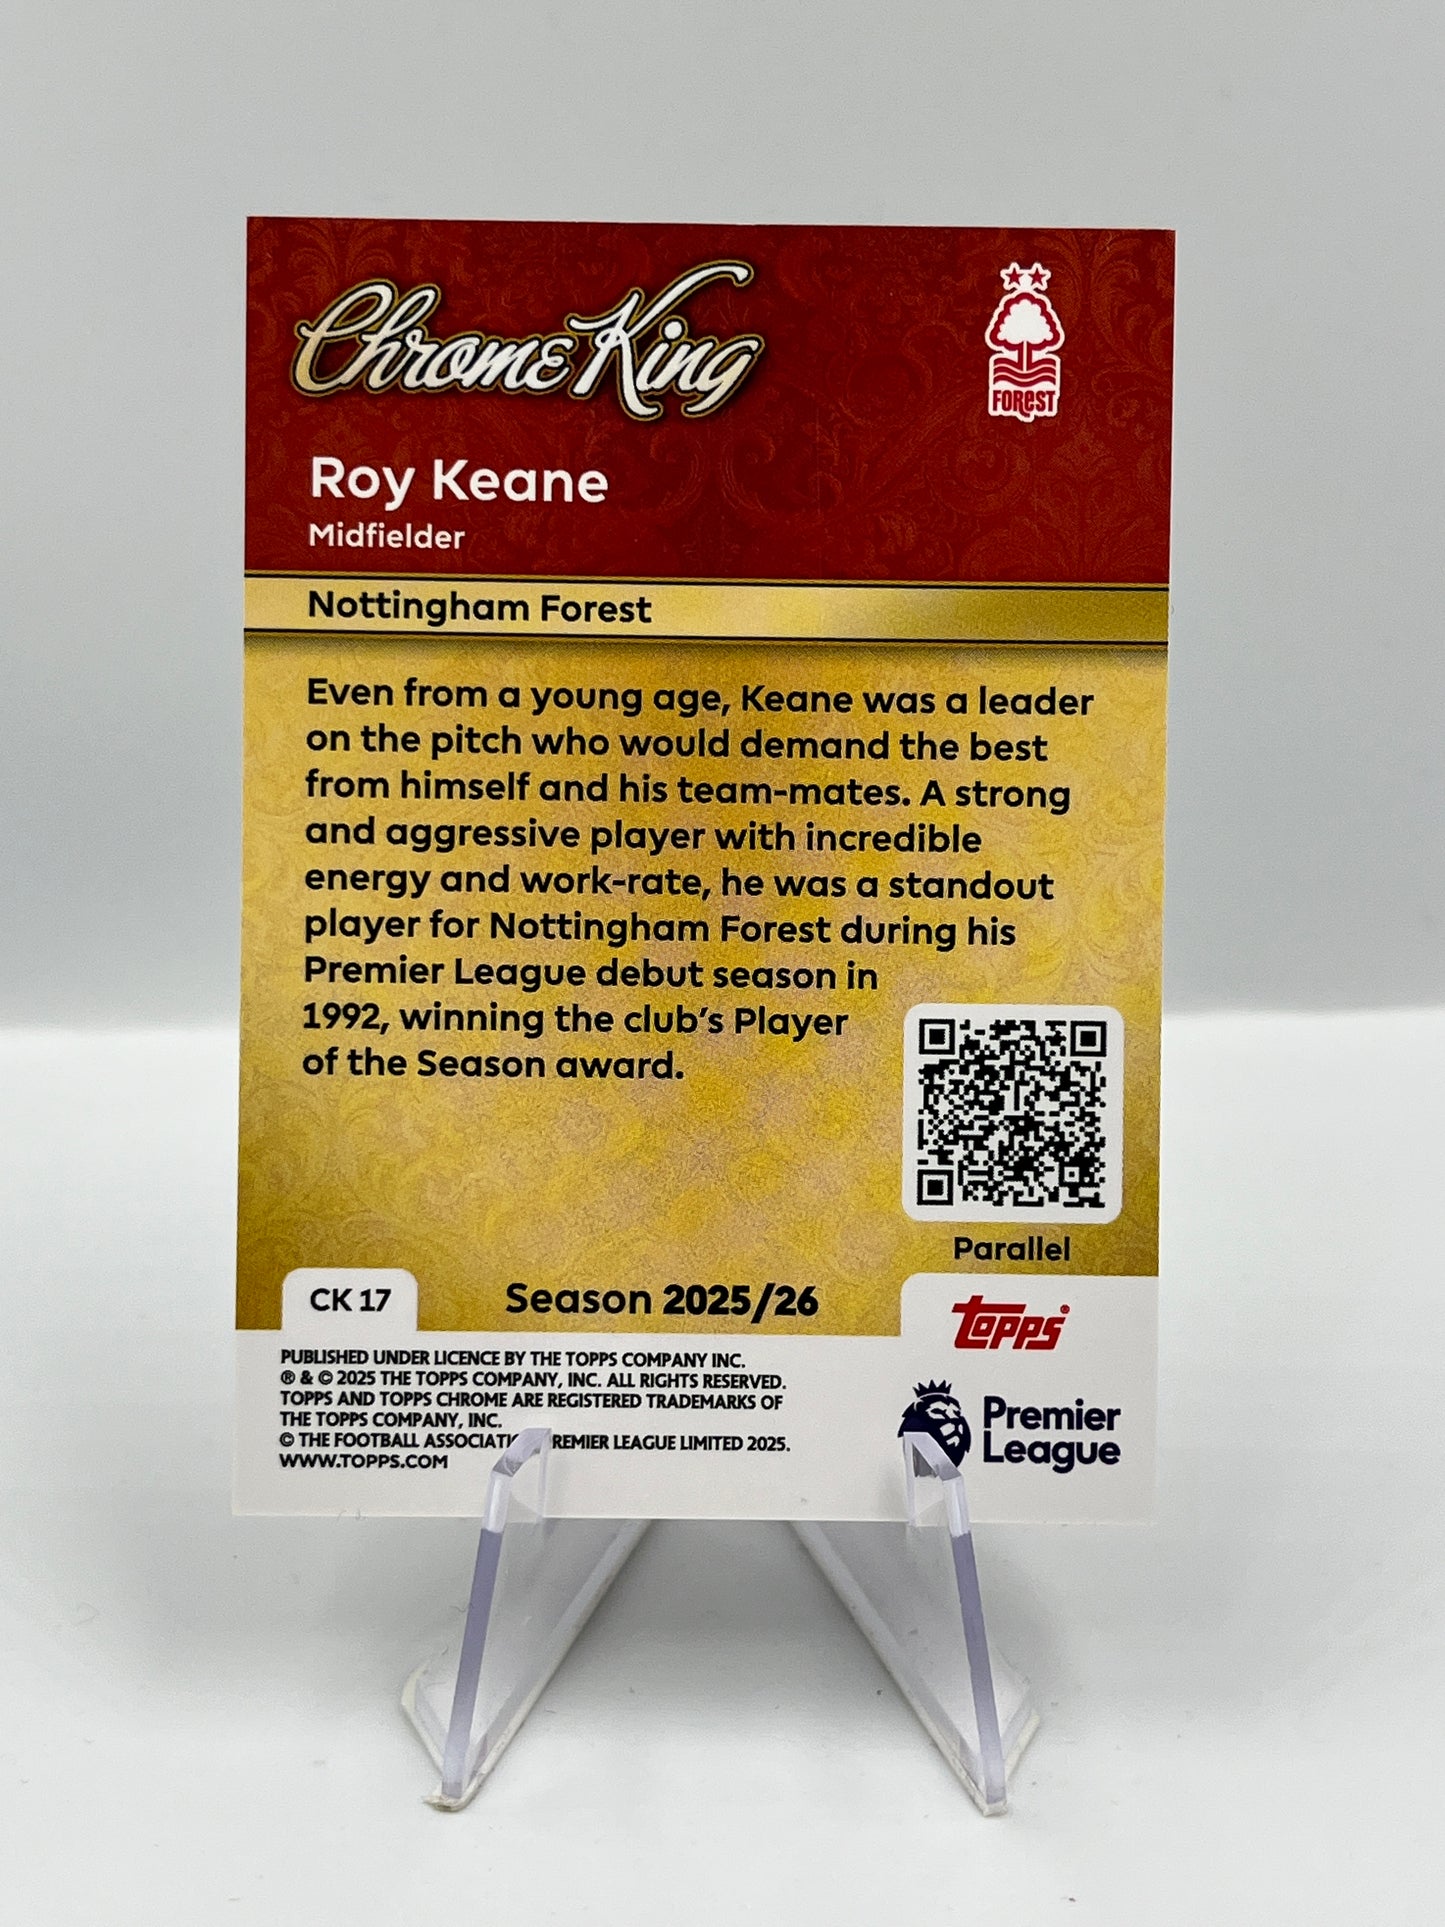 Chrome King
FOREST
Roy Keane
Midfielder
Nottingham Forest
Even from a young age, Keane was a leader
on the pitch who would demand the best
from himself and his team-mates. A strong
and aggressive player with incredible
energy and work-rate, he was a standout
player for Nottingham Forest during his
Premier League debut season in
1992, winning the club's Player
of the Season award.
Parallel
CK 17
Season 2025/26
Topps®
PUBLISHED UNDER LICENCE BY THE TOPPS COMPANY INC.
® & © 2025 THE TOPPS COMPANY, INC. ALL RIGHTS RESERVED.
TOPPS AND TOPPS CHROME ARE REGISTERED TRADEMARKS OF
THE TOPPS COMPANY, INC.
© THE FOOTBALL LEAGUE LIMITED 2025.
WWW.TOPPS.COM
Premier
League